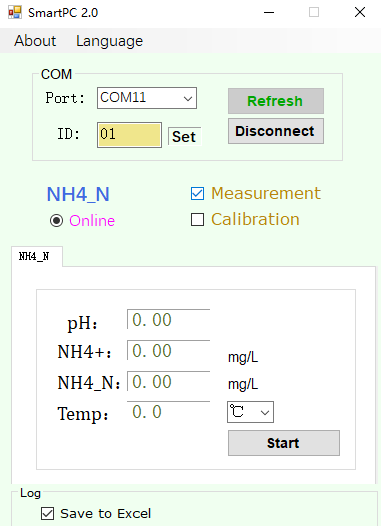 SmartPC 2.0
About Language
COM
Port: COM11 Refresh
ID: 01 Set Disconnect
NH4_N Measurement
Online Calibration
NH4_N
pH: 0.00
NH4+: 0.00 mg/L
NH4_N: 0.00 mg/L
Temp: 0.0 ℃
Start
Log
Save to Excel